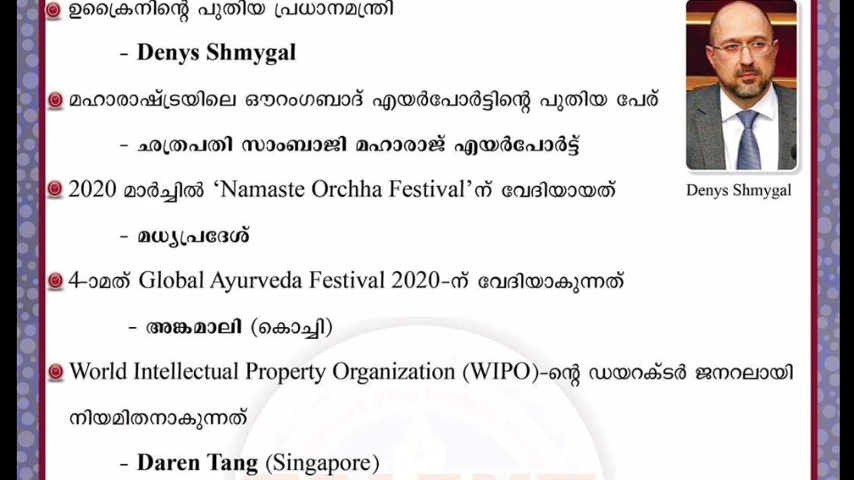 ഉക്രൈനിന്റെ പുതിയ പ്രധാനമന്ത്രി
– Denys Shmygal
മഹാരാഷ്ട്രയിലെ ഔറംഗബാദ് എയർപോർട്ടിന്റെ പുതിയ പേര്
– ഛത്രപതി സാംബാജി മഹാരാജ് എയർപോർട്ട്
Denys Shmygal
2020 മാർച്ചിൽ ‘Namaste Orchha Festival’ന് വേദിയായത്
– മധ്യപ്രദേശ്
4-ാമത് Global Ayurveda Festival 2020-ന് വേദിയാകുന്നത്
– അങ്കമാലി (കൊച്ചി)
World Intellectual Property Organization (WIPO)-ന്റെ ഡയറക്ടർ ജനറലായി
നിയമിതനാകുന്നത്
– Daren Tang (Singapore)